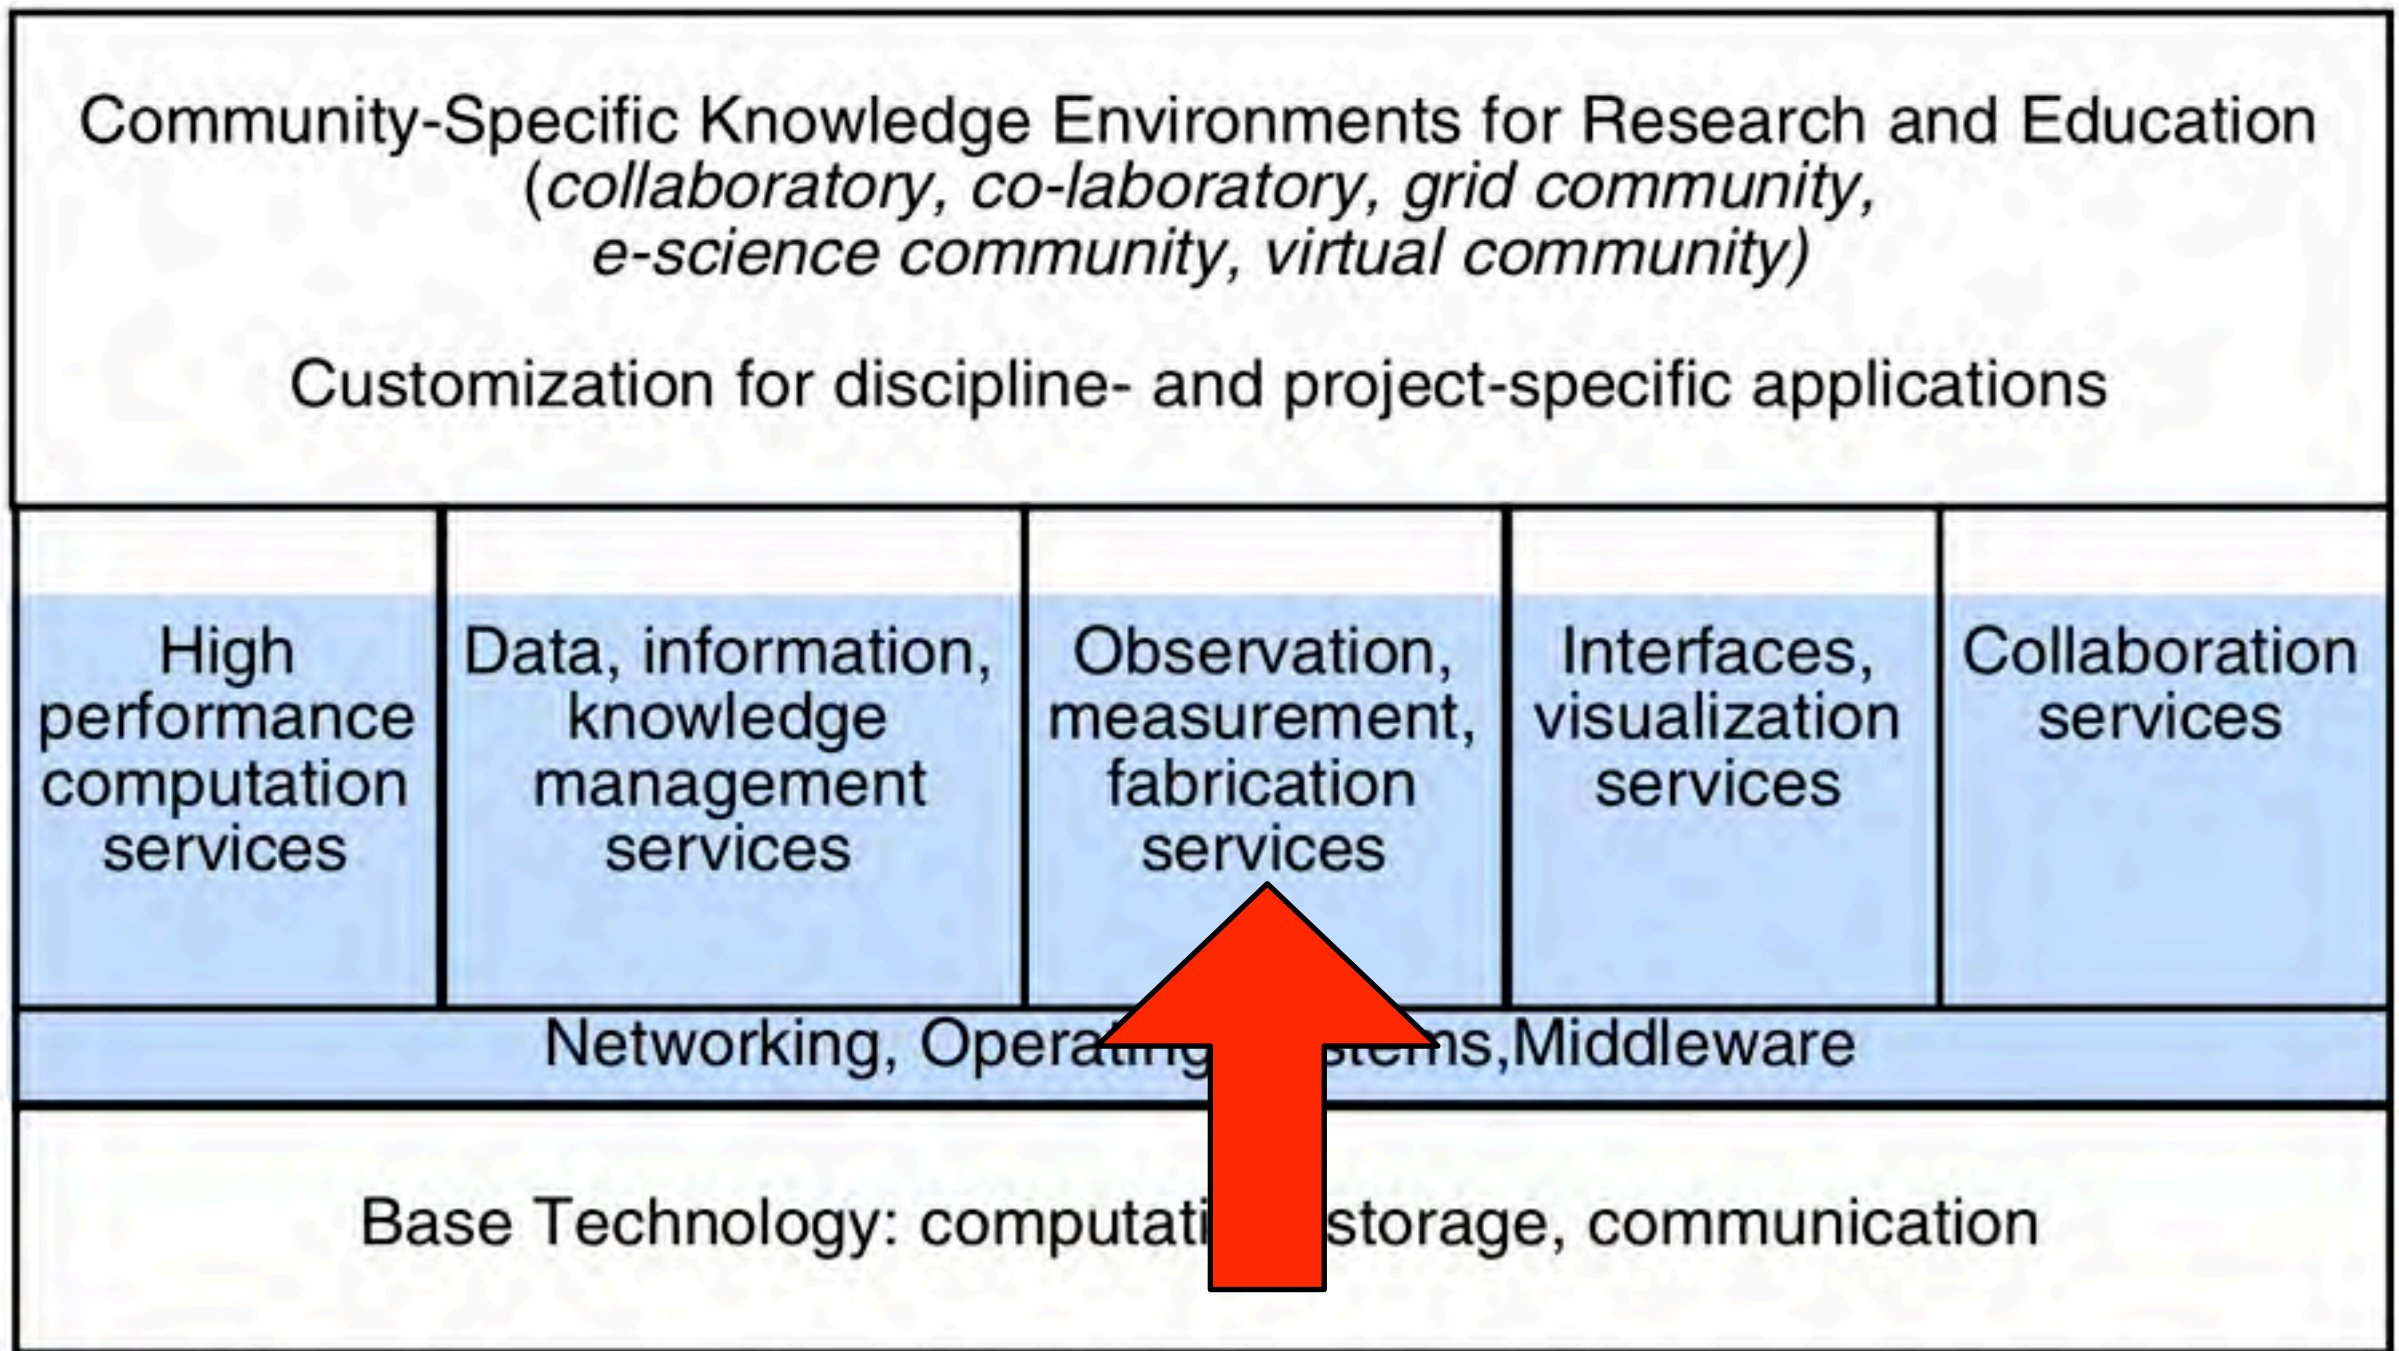 Community-Specific Knowledge Environments for Research and Education
(collaboratory, co-laboratory, grid community,
e-science community, virtual community)
Customization for discipline- and project-specific applications
High
performance
computation
services
Data, information,
knowledge
management
services
Observation,
measurement,
fabrication
services
Interfaces,
visualization
services
Collaboration
services
Networking, Operating Middleware
Base Technology: storage, communication